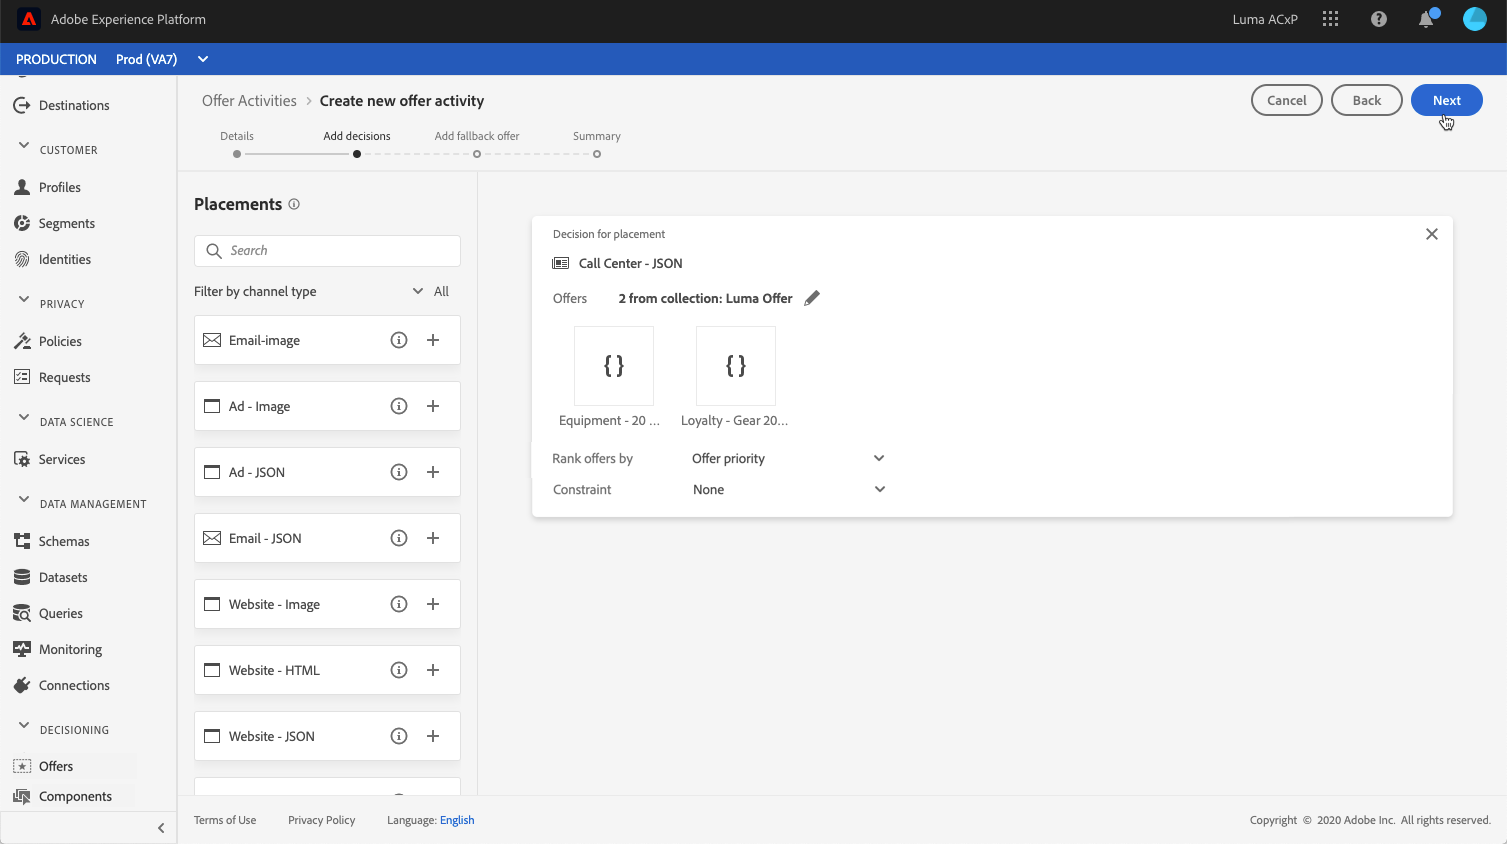 Adobe Experience Platform
Luma ACxP
PRODUCTION Prod (VA7)
Destinations
CUSTOMER
Profiles
Segments
Identities
PRIVACY
Policies
Requests
DATA SCIENCE
Services
DATA MANAGEMENT
Schemas
Datasets
Queries
Monitoring
Connections
DECISIONING
Offers
Components
Offer Activities > Create new offer activity
Cancel Back Next
Details Add decisions Add fallback offer Summary
Placements
Search
Filter by channel type All
Email-image
Ad - Image
Ad - JSON
Email - JSON
Website - Image
Website - HTML
Website - JSON
Decision for placement
Call Center - JSON
Offers 2 from collection: Luma Offer
{ } { }
Equipment - 20 ... Loyalty - Gear 20...
Rank offers by Offer priority
Constraint None
Terms of Use Privacy Policy Language: English
Copyright © 2020 Adobe Inc. All rights reserved.